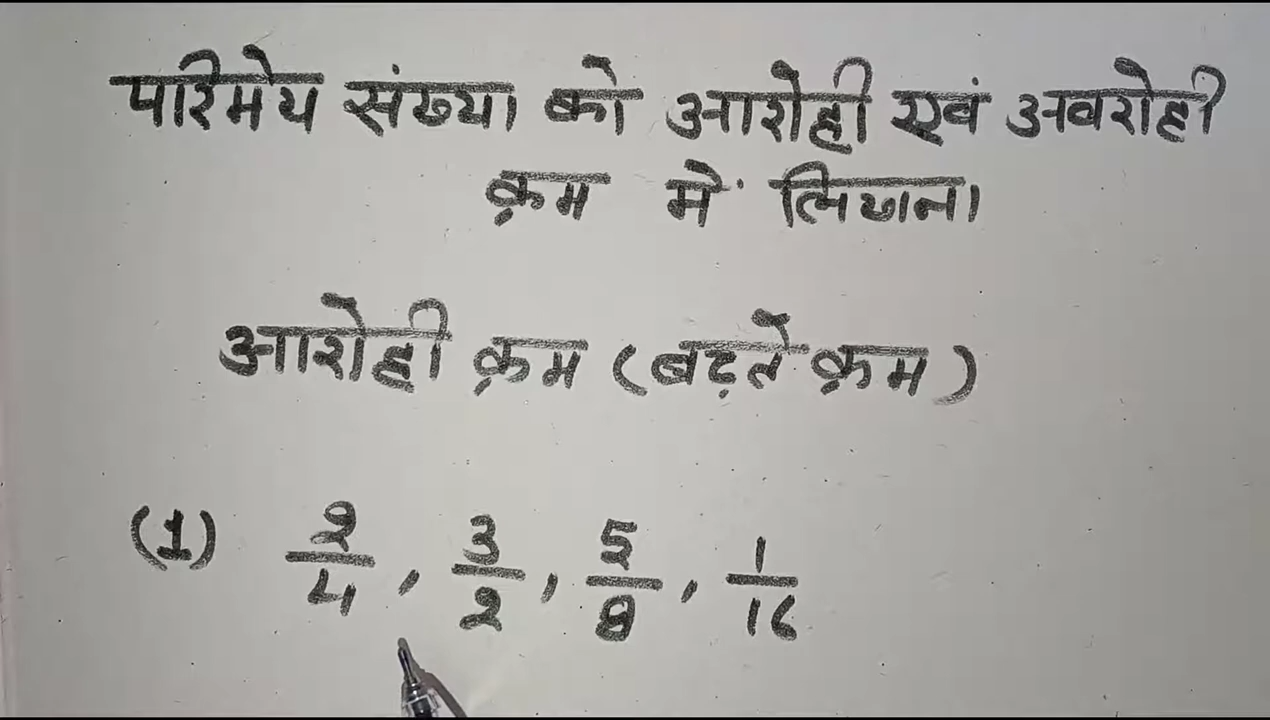 परिमेय संख्या को आरोही एवं अवरोही
क्रम में लिखना
आरोही क्रम (बढ़ते क्रम)
(1) 2/4, 3/2, 5/8, 1/16